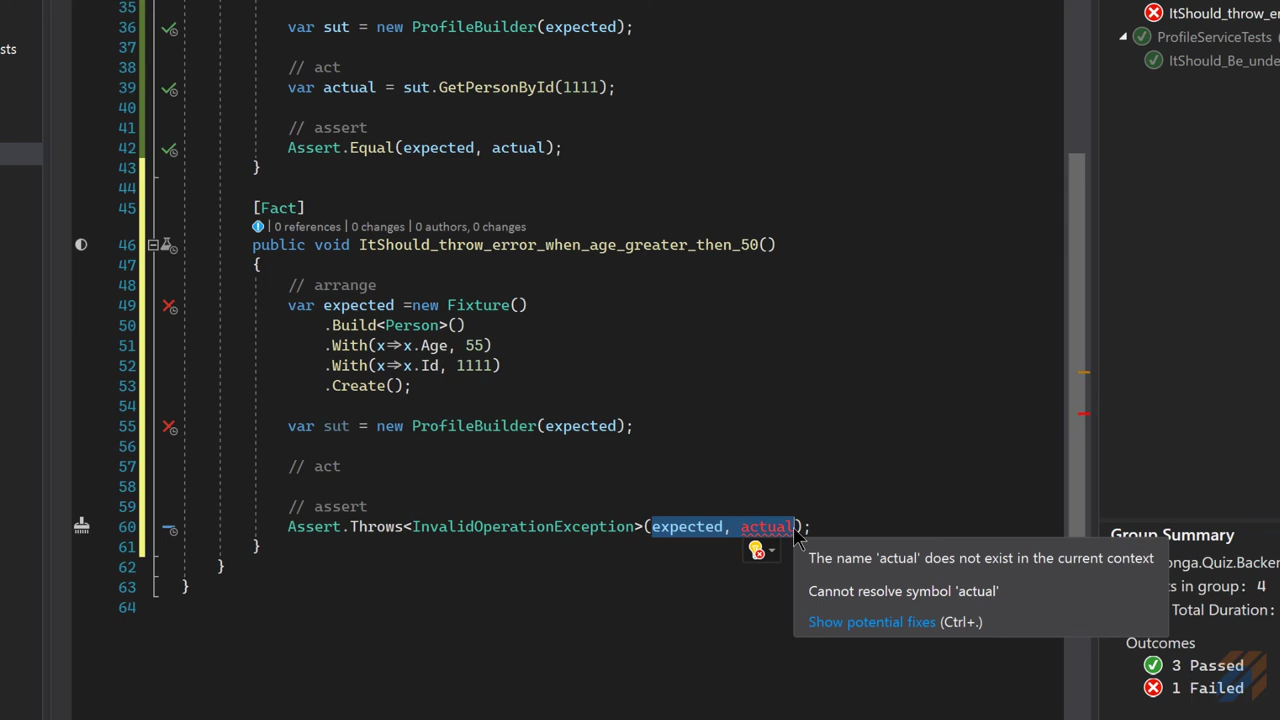 35
36 var sut = new ProfileBuilder(expected);
37
38 // act
39 var actual = sut.GetPersonById(1111);
40
41 // assert
42 Assert.Equal(expected, actual);
43 }
44
45 [Fact]
0 references | 0 changes | 0 authors, 0 changes
46 public void ItShould_throw_error_when_age_greater_then_50()
47 {
48 // arrange
49 var expected =new Fixture()
50 .Build<Person>()
51 .With(x=>x.Age, 55)
52 .With(x=>x.Id, 1111)
53 .Create();
54
55 var sut = new ProfileBuilder(expected);
56
57 // act
58
59 // assert
60 Assert.Throws<InvalidOperationException>(expected, actual);
61 }
62 }
63 }
64
The name 'actual' does not exist in the current context
Cannot resolve symbol 'actual'
Show potential fixes (Ctrl+.)
sts
ItShould_throw_er
ProfileServiceTests (
ItShould_Be_unde
Group Summary
onga.Quiz.Backen
ts in group: 4
Total Duration:
Outcomes
3 Passed
1 Failed